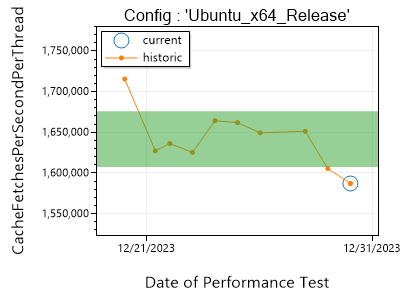 Config : 'Ubuntu_x64_Release'
CacheFetchesPerSecondPerThread
1,750,000
1,700,000
1,650,000
1,600,000
1,550,000
current
historic
12/21/2023
12/31/2023
Date of Performance Test